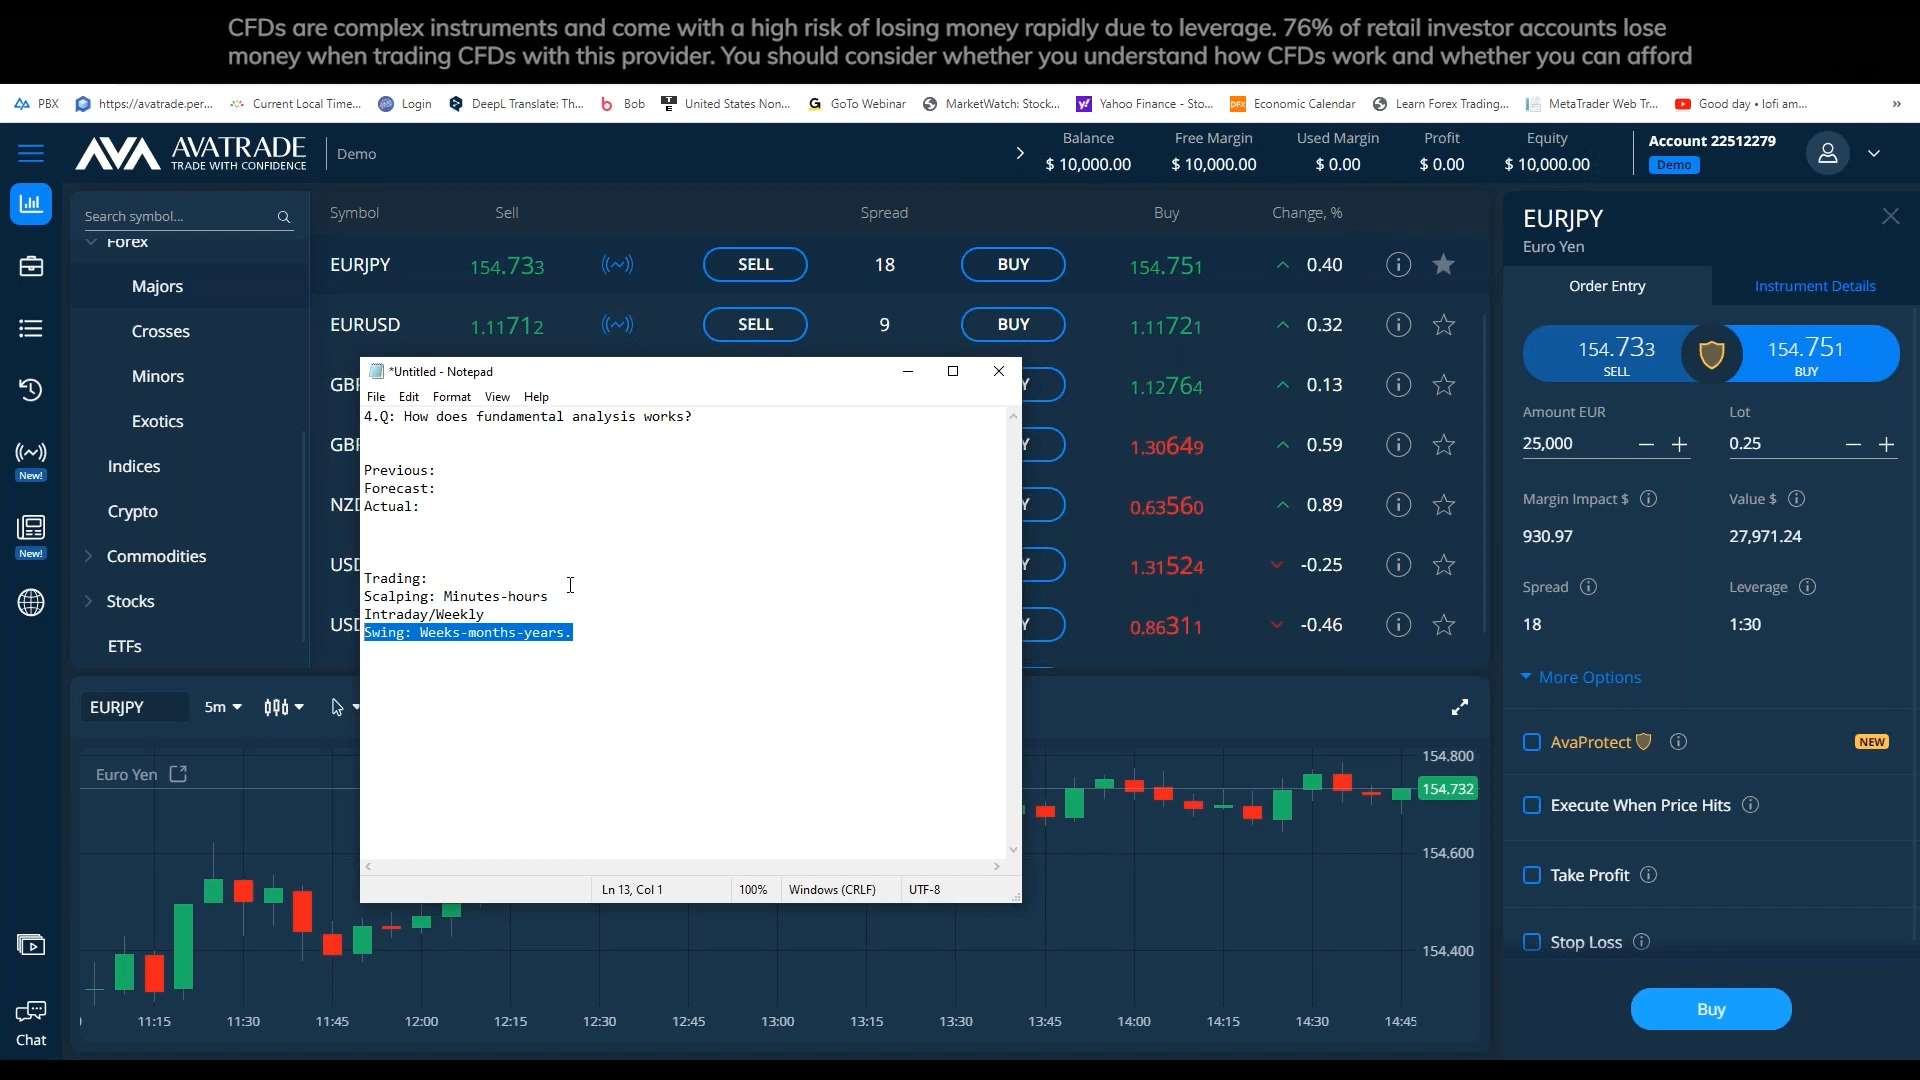 CFDs are complex instruments and come with a high risk of losing money rapidly due to leverage. 76% of retail investor accounts lose
money when trading CFDs with this provider. You should consider whether you understand how CFDs work and whether you can afford
PBX https://avatrade.per... Current Local Time... Login DeepL Translate: Th... Bob United States Non... GoTo Webinar MarketWatch: Stock... Yahoo Finance - Sto... Economic Calendar Learn Forex Trading... MetaTrader Web Tr... Good day • lofi am... »
AVA AVATRADE
TRADE WITH CONFIDENCE
Demo
Balance Free Margin Used Margin Profit Equity
$ 10,000.00 $ 10,000.00 $ 0.00 $ 0.00 $ 10,000.00
Account 22512279
Demo
Search symbol...
Forex
Majors
Crosses
Minors
Exotics
Indices
Crypto
Commodities
Stocks
ETFs
New!
New!
Chat
Symbol Sell Spread Buy Change, %
EURJPY 154.733 SELL 18 BUY 154.751 0.40
EURUSD 1.11712 SELL 9 BUY 1.11721 0.32
GBF Y 1.12764 0.13
GBF Y 1.30649 0.59
NZD Y 0.63560 0.89
USD Y 1.31524 -0.25
USD Y 0.86311 -0.46
*Untitled - Notepad
File Edit Format View Help
4.Q: How does fundamental analysis works?
Previous:
Forecast:
Actual:
Trading:
Scalping: Minutes-hours
Intraday/Weekly
Swing: Weeks-months-years.
Ln 13, Col 1 100% Windows (CRLF) UTF-8
EURJPY 5m
Euro Yen
154.800
154.732
154.600
154.400
11:15 11:30 11:45 12:00 12:15 12:30 12:45 13:00 13:15 13:30 13:45 14:00 14:15 14:30 14:45
EURJPY
Euro Yen
Order Entry Instrument Details
154.733 154.751
SELL BUY
Amount EUR Lot
25,000 0.25
Margin Impact $ Value $
930.97 27,971.24
Spread Leverage
18 1:30
More Options
AvaProtect NEW
Execute When Price Hits
Take Profit
Stop Loss
Buy